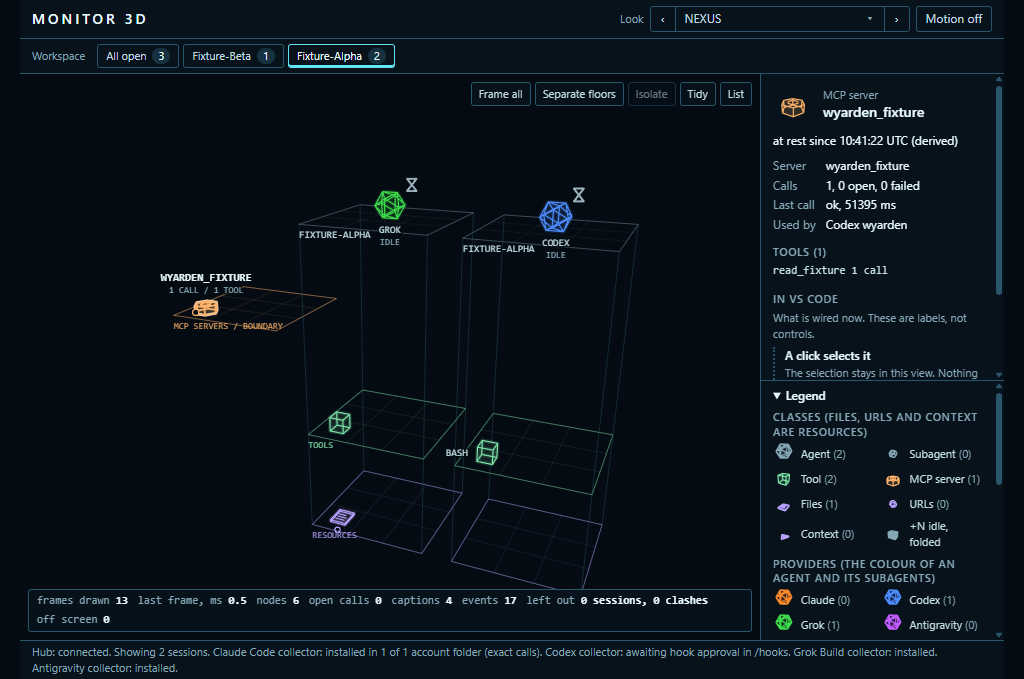 MONITOR 3D
Look ‹ NEXUS › Motion off
Workspace All open 3 Fixture-Beta 1 Fixture-Alpha 2
Frame all Separate floors Isolate Tidy List
GROK
IDLE
FIXTURE-ALPHA
CODEX
IDLE
FIXTURE-ALPHA
WYARDEN_FIXTURE
1 CALL / 1 TOOL
MCP SERVERS / BOUNDARY
TOOLS
BASH
RESOURCES
frames drawn 13 last frame, ms 0.5 nodes 6 open calls 0 captions 4 events 17 left out 0 sessions, 0 clashes
off screen 0
MCP server
wyarden_fixture
at rest since 10:41:22 UTC (derived)
Server wyarden_fixture
Calls 1, 0 open, 0 failed
Last call ok, 51395 ms
Used by Codex wyarden
TOOLS (1)
read_fixture 1 call
IN VS CODE
What is wired now. These are labels, not
controls.
A click selects it
The selection stays in this view. Nothing
▼ Legend
CLASSES (FILES, URLS AND CONTEXT
ARE RESOURCES)
Agent (2) Subagent (0)
Tool (2) MCP server (1)
Files (1) URLs (0)
Context (0) +N idle,
folded
PROVIDERS (THE COLOUR OF AN
AGENT AND ITS SUBAGENTS)
Claude (0) Codex (1)
Grok (1) Antigravity (0)
Hub: connected. Showing 2 sessions. Claude Code collector: installed in 1 of 1 account folder (exact calls). Codex collector: awaiting hook approval in /hooks. Grok Build collector: installed.
Antigravity collector: installed.